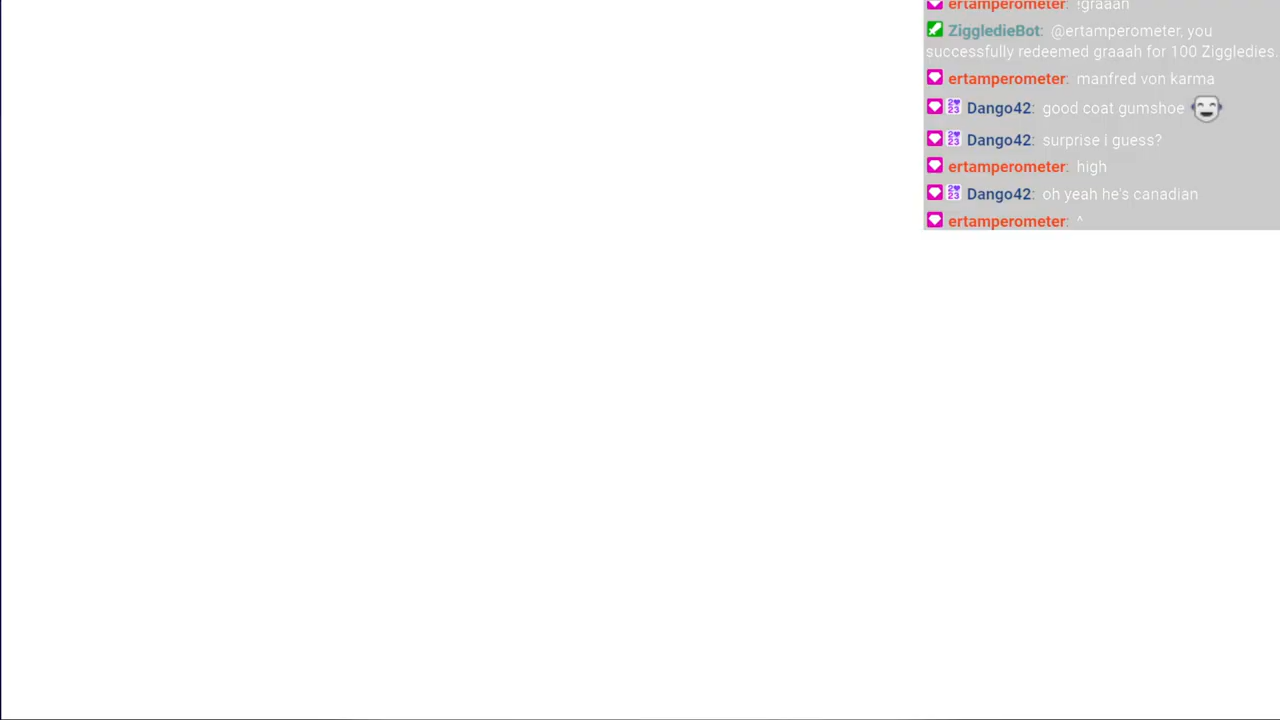 ertamperometer: !graaah
ZiggledieBot: @ertamperometer, you
successfully redeemed graaah for 100 Ziggledies.
ertamperometer: manfred von karma
Dango42: good coat gumshoe
Dango42: surprise i guess?
ertamperometer: high
Dango42: oh yeah he's canadian
ertamperometer: ^